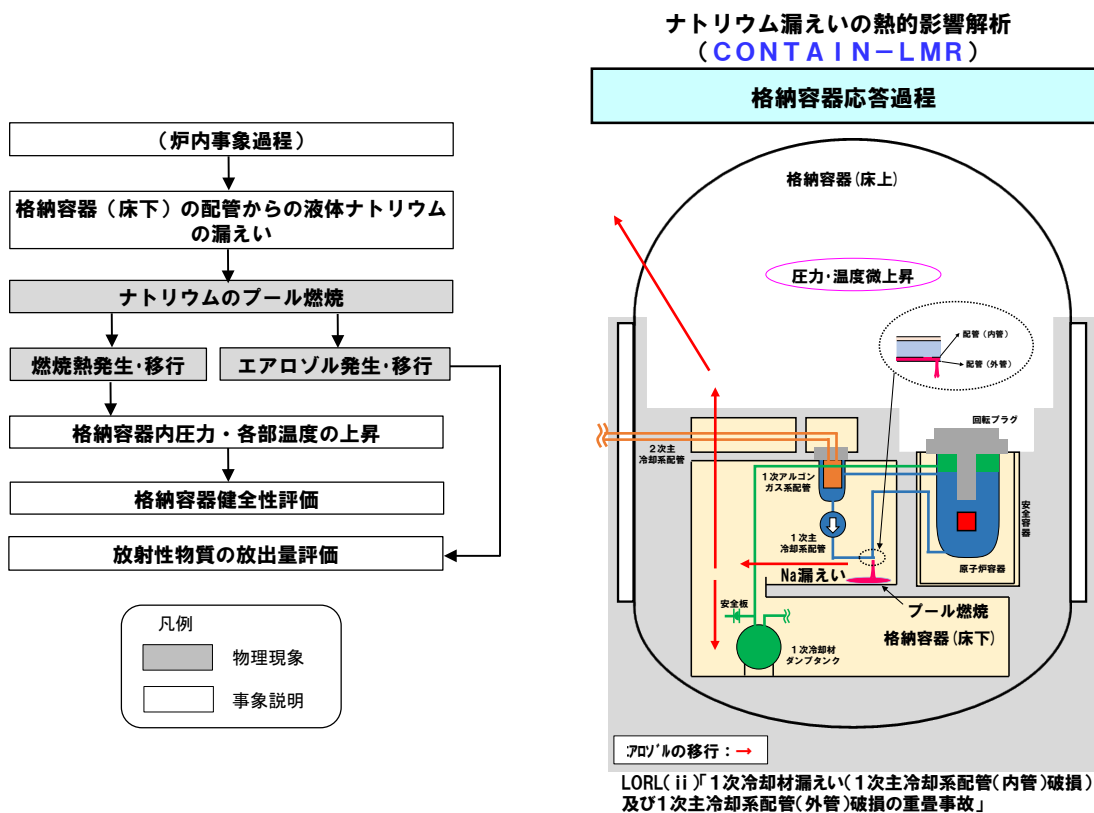 （炉内事象過程）
格納容器（床下）の配管からの液体ナトリウム
の漏えい
ナトリウムのプール燃焼
燃焼熱発生・移行
エアロゾル発生・移行
格納容器内圧力・各部温度の上昇
格納容器健全性評価
放射性物質の放出量評価
凡例
物理現象
事象説明
ナトリウム漏えいの熱的影響解析
（ＣＯＮＴＡＩＮ－ＬＭＲ）
格納容器応答過程
格納容器(床上)
圧力・温度微上昇
配管（内管）
配管（外管）
回転プラグ
2次主
冷却系配管
1次アルゴン
ガス系配管
1次主
冷却系配管
安全容器
原子炉容器
Na漏えい
プール燃焼
格納容器(床下)
安全板
1次冷却材
ダンプタンク
ｱﾛｿﾞﾙの移行：→
LORL(ⅱ)「1次冷却材漏えい(1次主冷却系配管(内管)破損)
及び1次主冷却系配管(外管)破損の重畳事故」